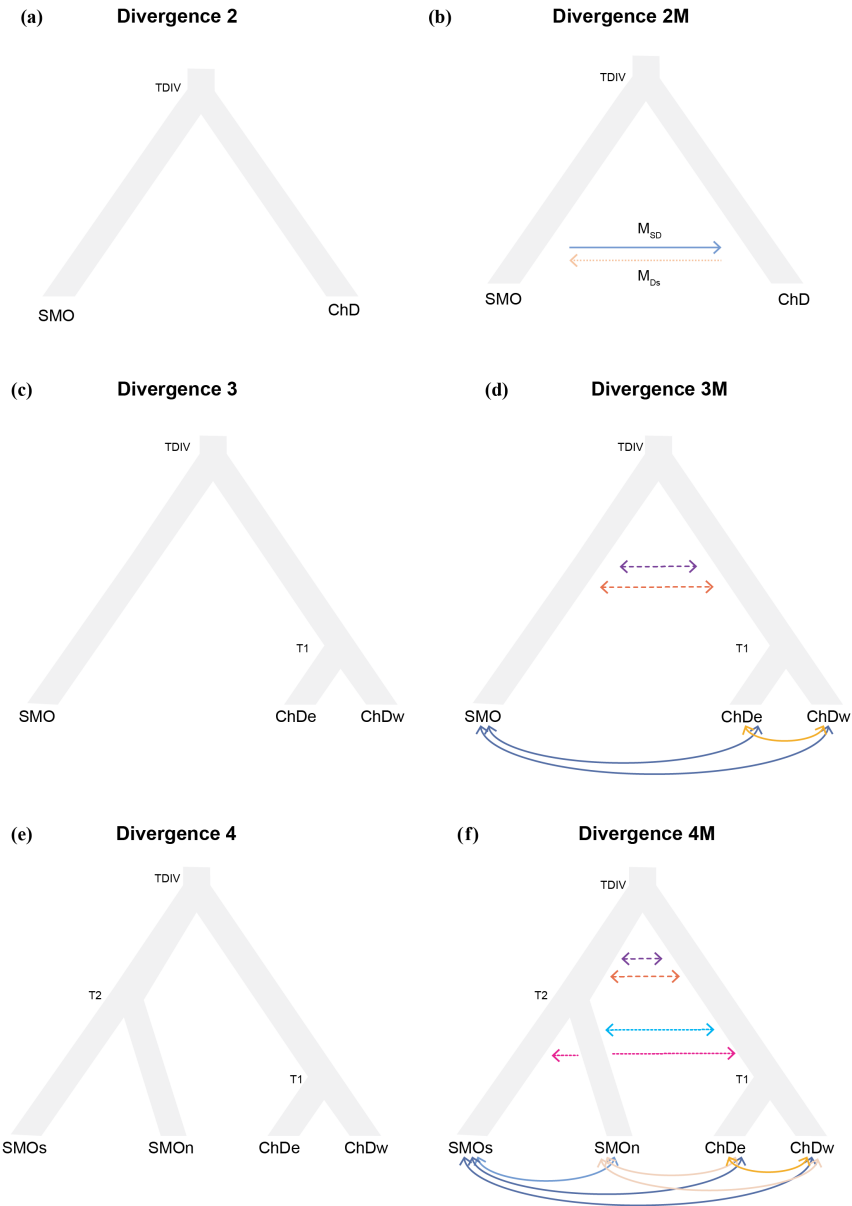 (a) Divergence 2
TDIV
SMO
ChD
(b) Divergence 2M
TDIV
M_SD
M_Ds
SMO
ChD
(c) Divergence 3
TDIV
T1
SMO
ChDe
ChDw
(d) Divergence 3M
TDIV
T1
SMO
ChDe
ChDw
(e) Divergence 4
TDIV
T2
T1
SMOs
SMOn
ChDe
ChDw
(f) Divergence 4M
TDIV
T2
T1
SMOs
SMOn
ChDe
ChDw